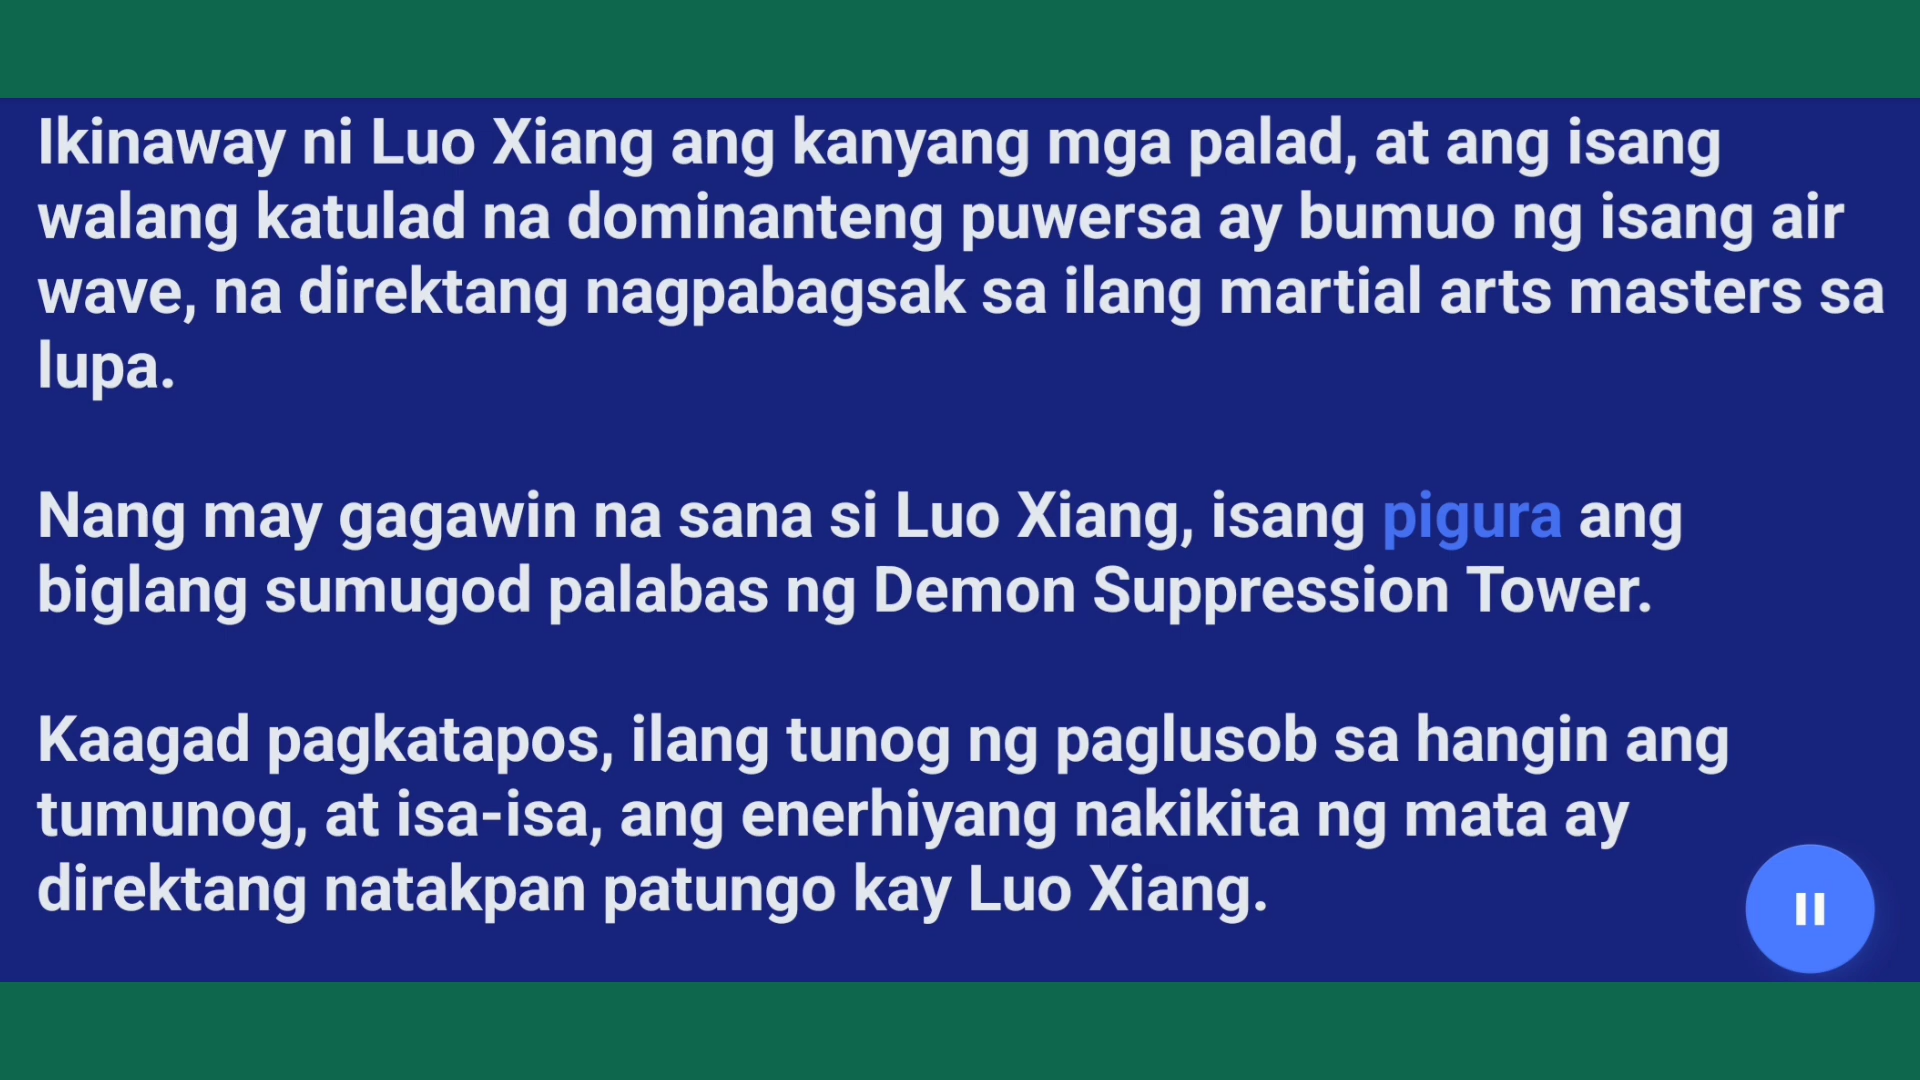 Ikinaway ni Luo Xiang ang kanyang mga palad, at ang isang
walang katulad na dominanteng puwersa ay bumuo ng isang air
wave, na direktang nagpabagsak sa ilang martial arts masters sa
lupa.
Nang may gagawin na sana si Luo Xiang, isang pigura ang
biglang sumugod palabas ng Demon Suppression Tower.
Kaagad pagkatapos, ilang tunog ng paglusob sa hangin ang
tumunog, at isa-isa, ang enerhiyang nakikita ng mata ay
direktang natakpan patungo kay Luo Xiang.